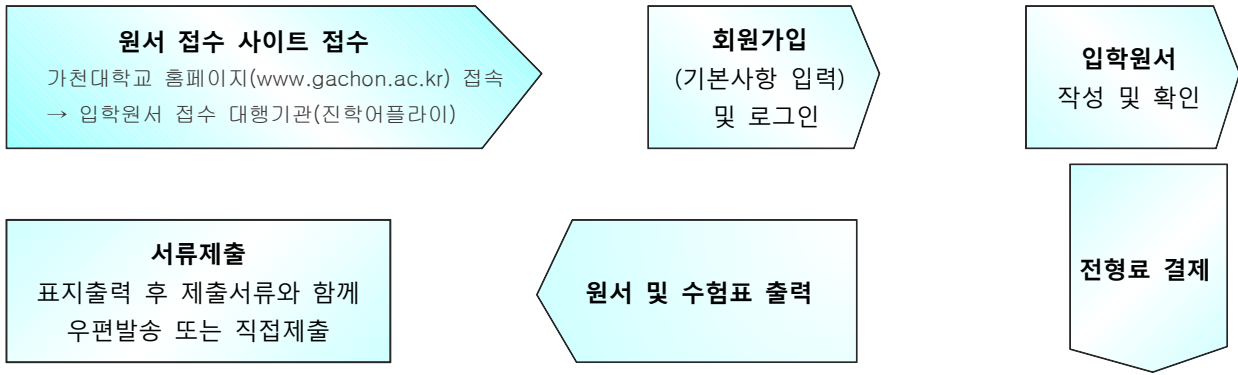 원서 접수 사이트 접수
가천대학교 홈페이지(www.gachon.ac.kr) 접속
→ 입학원서 접수 대행기관(진학어플라이)
회원가입
(기본사항 입력)
및 로그인
입학원서
작성 및 확인
전형료 결제
원서 및 수험표 출력
서류제출
표지출력 후 제출서류와 함께
우편발송 또는 직접제출